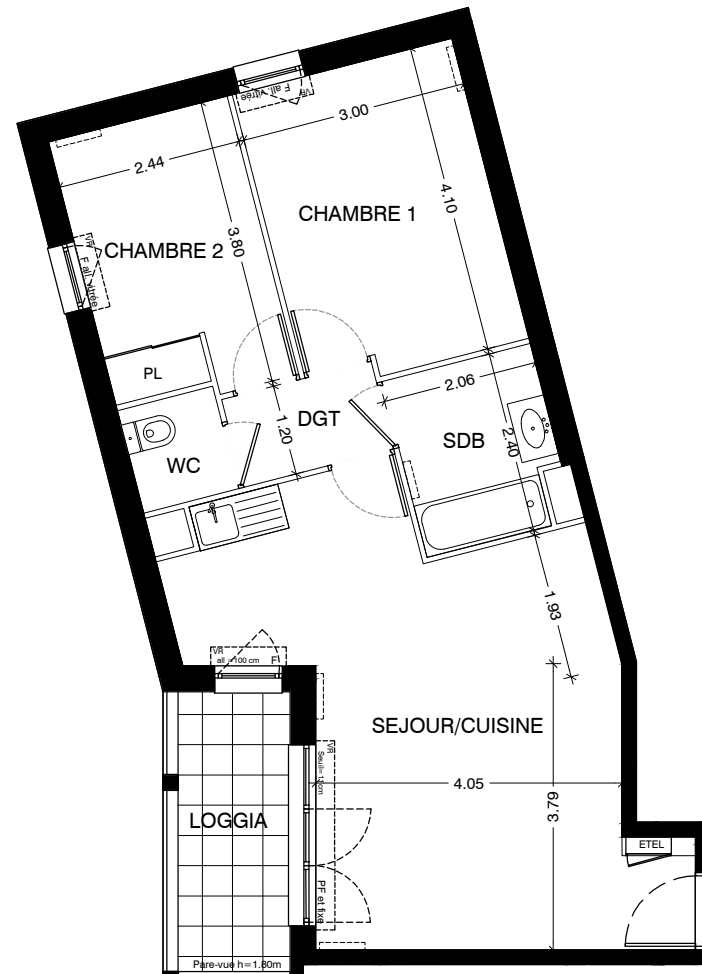 VR
F all. vitrée
3.00
2.44
CHAMBRE 1
4.10
CHAMBRE 2
3.80
VR
F all. vitrée
PL
2.06
DGT
1.20
SDB
2.40
WC
1.93
VR
all =100 cm
F
SEJOUR/CUISINE
VR
Seuil=13cm
4.05
3.79
LOGGIA
ETEL
PF et fixe
Pare-vue h=1.80m